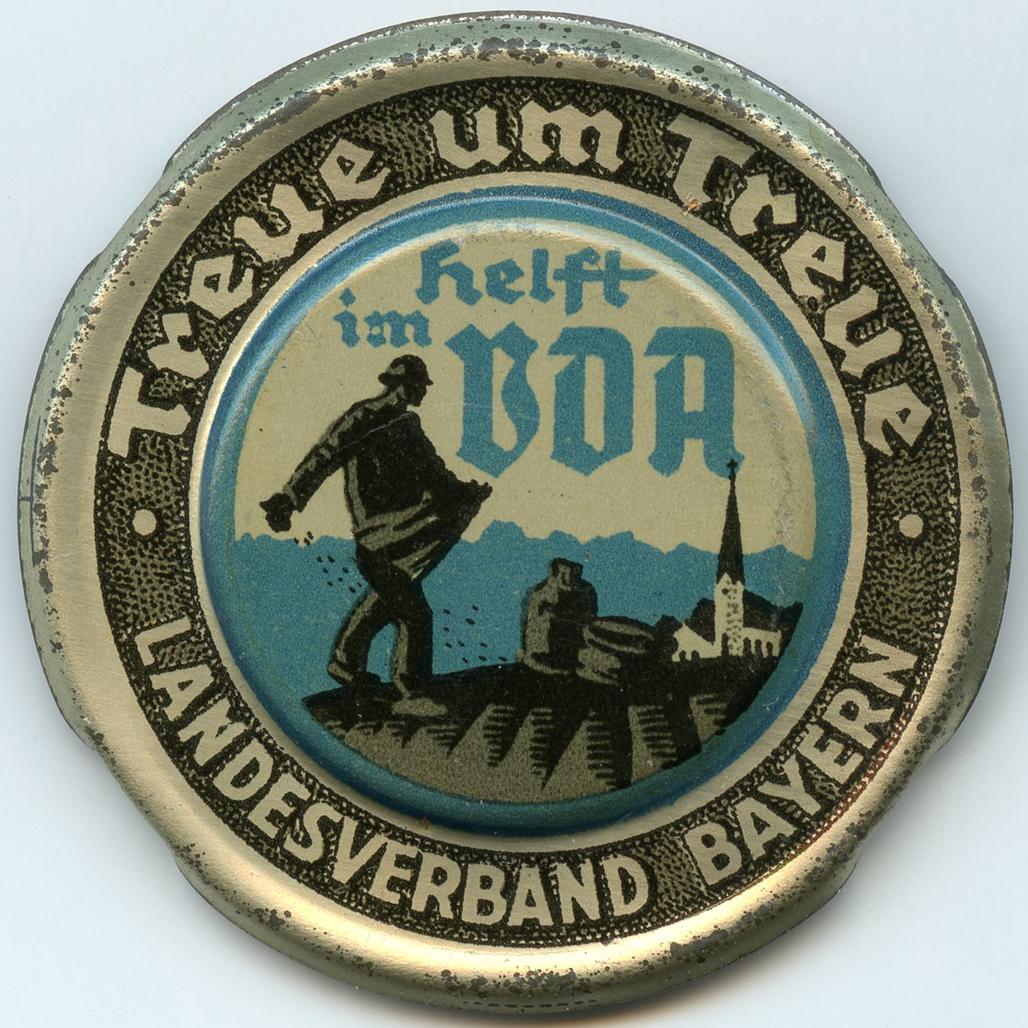 Treue um Treue
helft
im VDA
LANDESVERBAND BAYERN